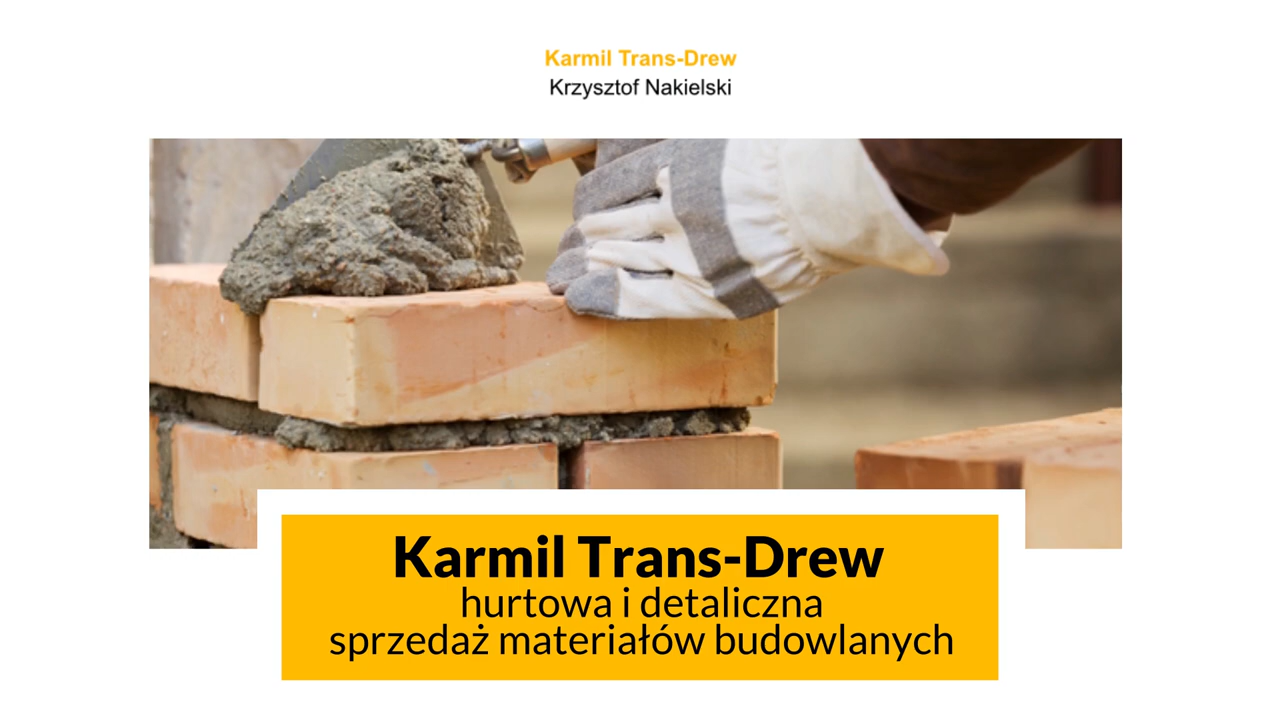 Karmil Trans-Drew
Krzysztof Nakielski
Karmil Trans-Drew
hurtowa i detaliczna
sprzedaż materiałów budowlanych